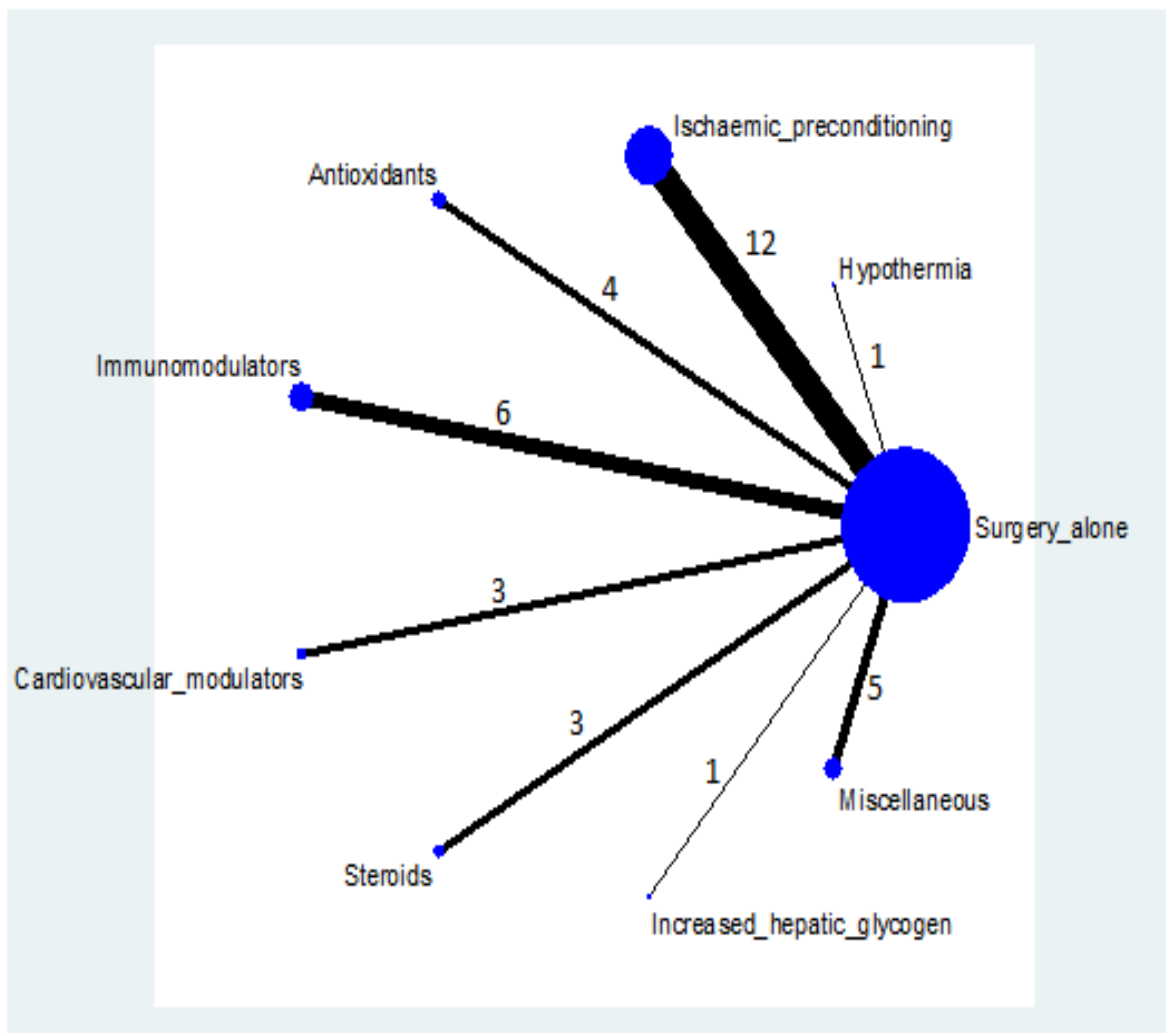 Ischaemic_preconditioning
Antioxidants
12
Hypothermia
4
1
Immunomodulators
6
Surgery_alone
3
Cardiovascular_modulators
5
3
1
Miscellaneous
Steroids
Increased_hepatic_glycogen